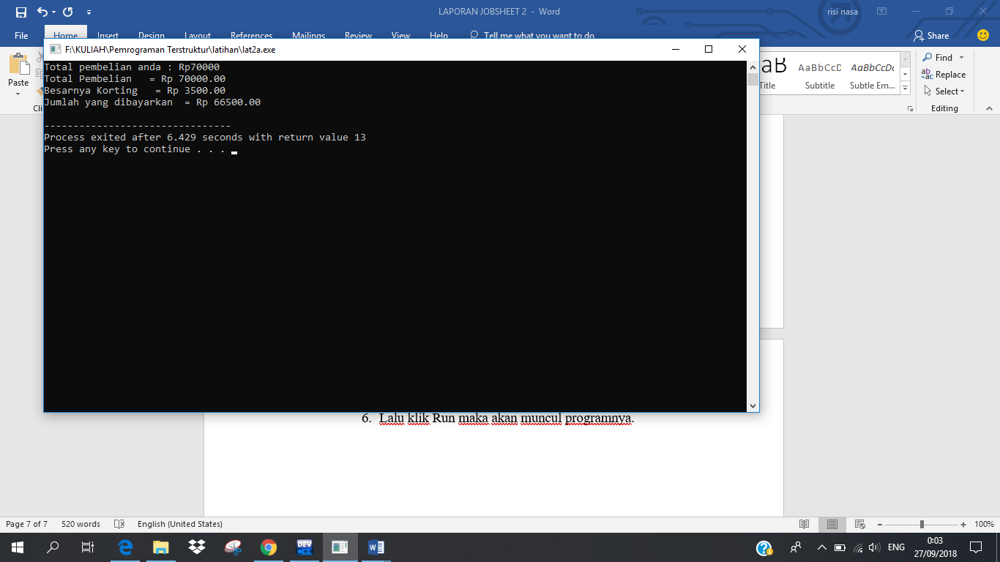 LAPORAN JOBSHEET 2 - Word
risi nasa
File Home Insert Design Layout References Mailings Review View Help Tell me what you want to do Share
F:\KULIAH\Pemrograman Terstruktur\latihan\lat2a.exe
Total pembelian anda : Rp70000
Total Pembelian = Rp 70000.00
Besarnya Korting = Rp 3500.00
Jumlah yang dibayarkan = Rp 66500.00
--------------------------------
Process exited after 6.429 seconds with return value 13
Press any key to continue . . .
Paste
Cli
aB AaBbCcD AaBbCcDc
Title Subtitle Subtle Em...
Find
Replace
Select
Editing
6. Lalu klik Run maka akan muncul programnya.
Page 7 of 7 520 words English (United States) 100%
DEV
ENG
0:03
27/09/2018